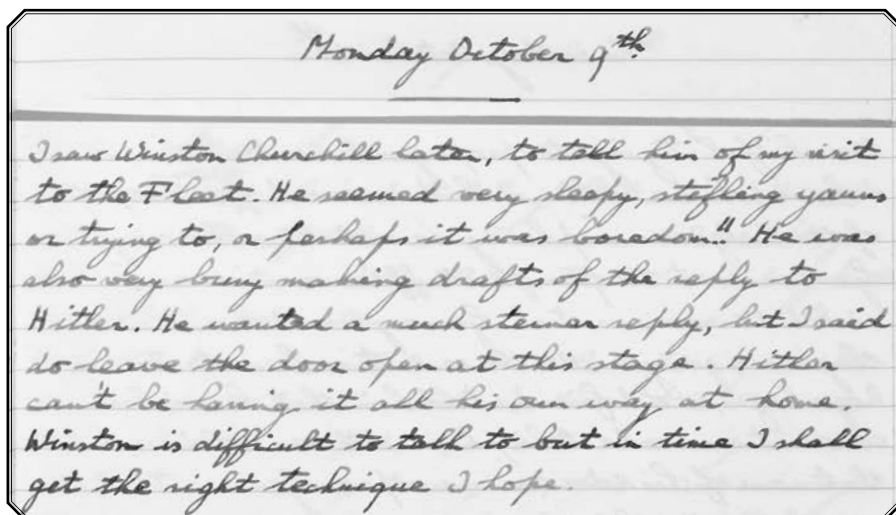 Monday October 9th.
I saw Winston Churchill later, to tell him of my visit
to the Fleet. He seemed very sleepy, stifling yawns
or trying to, or perhaps it was boredom!! He was
also very busy making drafts of the reply to
Hitler. He wanted a much sterner reply, but I said
do leave the door open at this stage. Hitler
can't be having it all his own way at home.
Winston is difficult to talk to but in time I shall
get the right technique I hope.